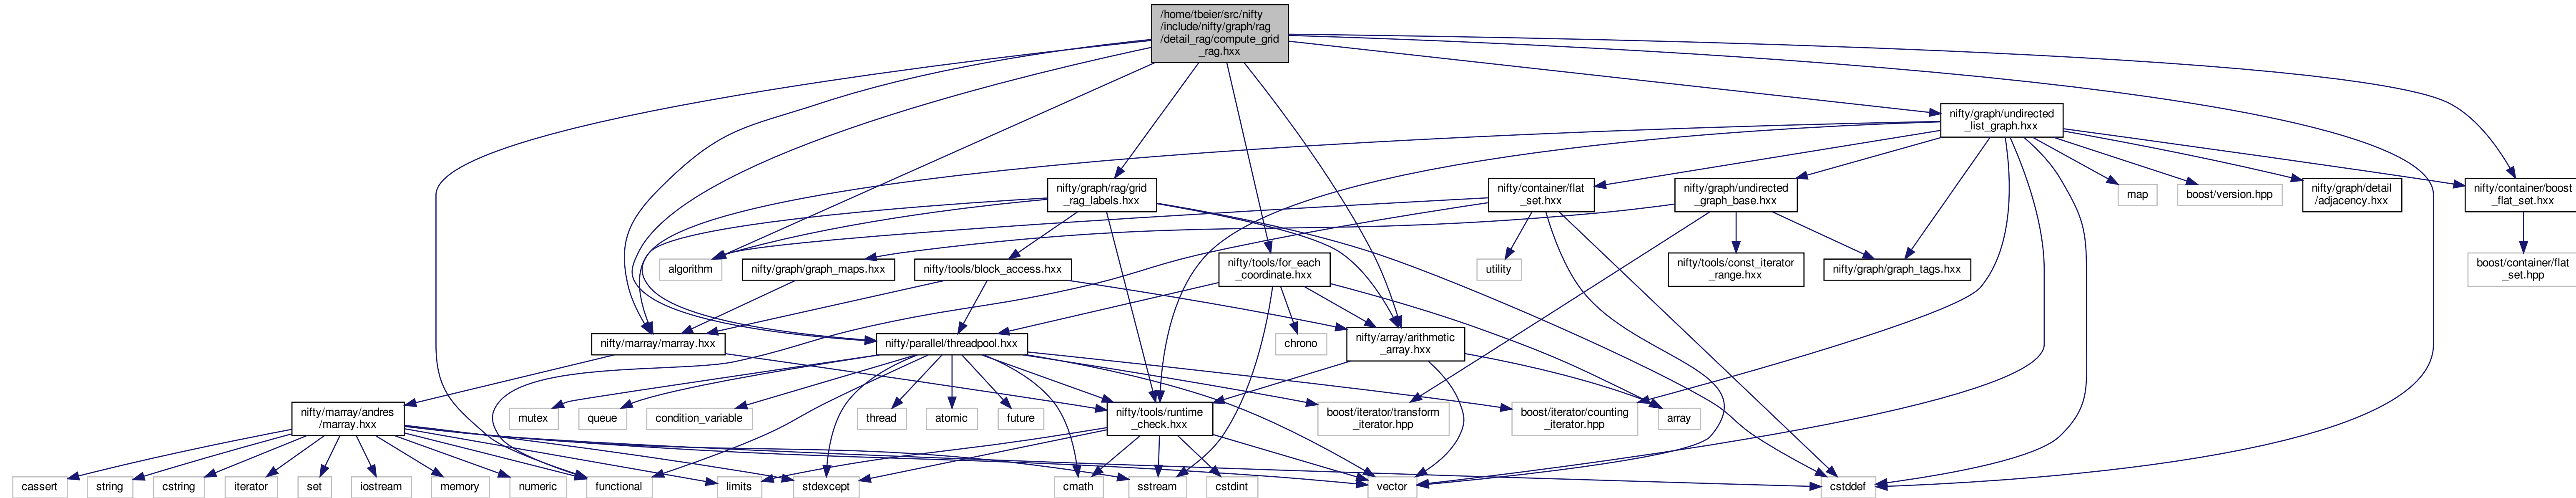 /home/tbeier/src/nifty
/include/nifty/graph/rag
/detail_rag/compute_grid
_rag.hxx
nifty/graph/undirected
_list_graph.hxx
nifty/graph/rag/grid
_rag_labels.hxx
nifty/container/flat
_set.hxx
nifty/graph/undirected
_graph_base.hxx
map
boost/version.hpp
nifty/graph/detail
/adjacency.hxx
nifty/container/boost
_flat_set.hxx
algorithm
nifty/graph/graph_maps.hxx
nifty/tools/block_access.hxx
nifty/tools/for_each
_coordinate.hxx
utility
nifty/tools/const_iterator
_range.hxx
nifty/graph/graph_tags.hxx
boost/container/flat
_set.hpp
nifty/marray/marray.hxx
nifty/parallel/threadpool.hxx
chrono
nifty/array/arithmetic
_array.hxx
nifty/marray/andres
/marray.hxx
mutex
queue
condition_variable
thread
atomic
future
nifty/tools/runtime
_check.hxx
boost/iterator/transform
_iterator.hpp
boost/iterator/counting
_iterator.hpp
array
cassert
string
cstring
iterator
set
iostream
memory
numeric
functional
limits
stdexcept
cmath
sstream
cstdint
vector
cstddef